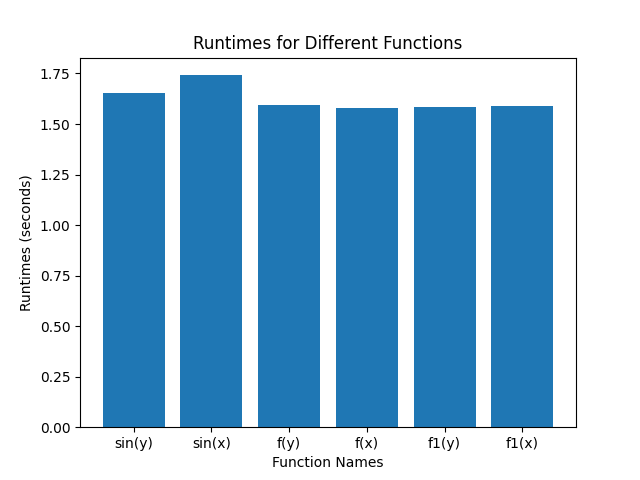 Runtimes for Different Functions
Runtimes (seconds)
1.75
1.50
1.25
1.00
0.75
0.50
0.25
0.00
sin(y) sin(x) f(y) f(x) f1(y) f1(x)
Function Names